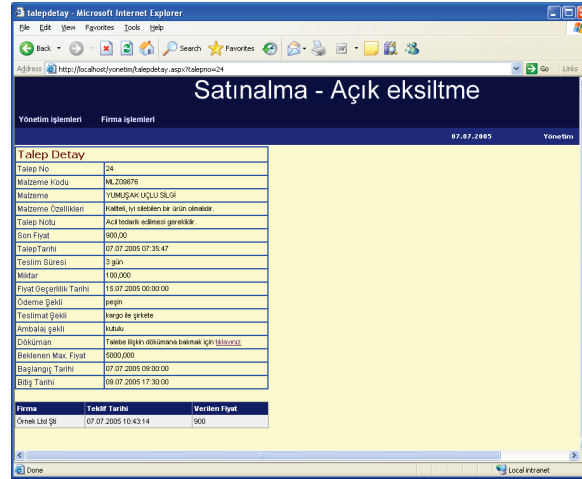 talepdetay - Microsoft Internet Explorer
File Edit View Favorites Tools Help
Back Search Favorites
Address http://localhost/yonetim/talepdetay.aspx?talepno=24 Go Links
Satınalma - Açık eksiltme
Yönetim işlemleri Firma işlemleri
07.07.2005 Yönetim
Talep Detay
Talep No 24
Malzeme Kodu MLZ09876
Malzeme YUMUŞAK UÇLU SİLGİ
Malzeme Özellikleri Kaliteli, iyi silebilen bir ürün olmalıdır.
Talep Notu Acil tedarik edilmesi gereklidir.
Son Fiyat 900,00
TalepTarihi 07.07.2005 07:35:47
Teslim Süresi 3 gün
Miktar 100,000
Fiyat Geçerlilik Tarihi 15.07.2005 00:00:00
Ödeme Şekli peşin
Teslimat Şekli kargo ile şirkete
Ambalaj şekli kutulu
Döküman Talebe ilişkin dökümana bakmak için tıklayınız
Beklenen Max. Fiyat 5000,000
Başlangıç Tarihi 07.07.2005 09:00:00
Bitiş Tarihi 09.07.2005 17:30:00
Firma Teklif Tarihi Verilen Fiyat
Örnek Ltd Şti 07.07.2005 10:43:14 900
Done Local intranet